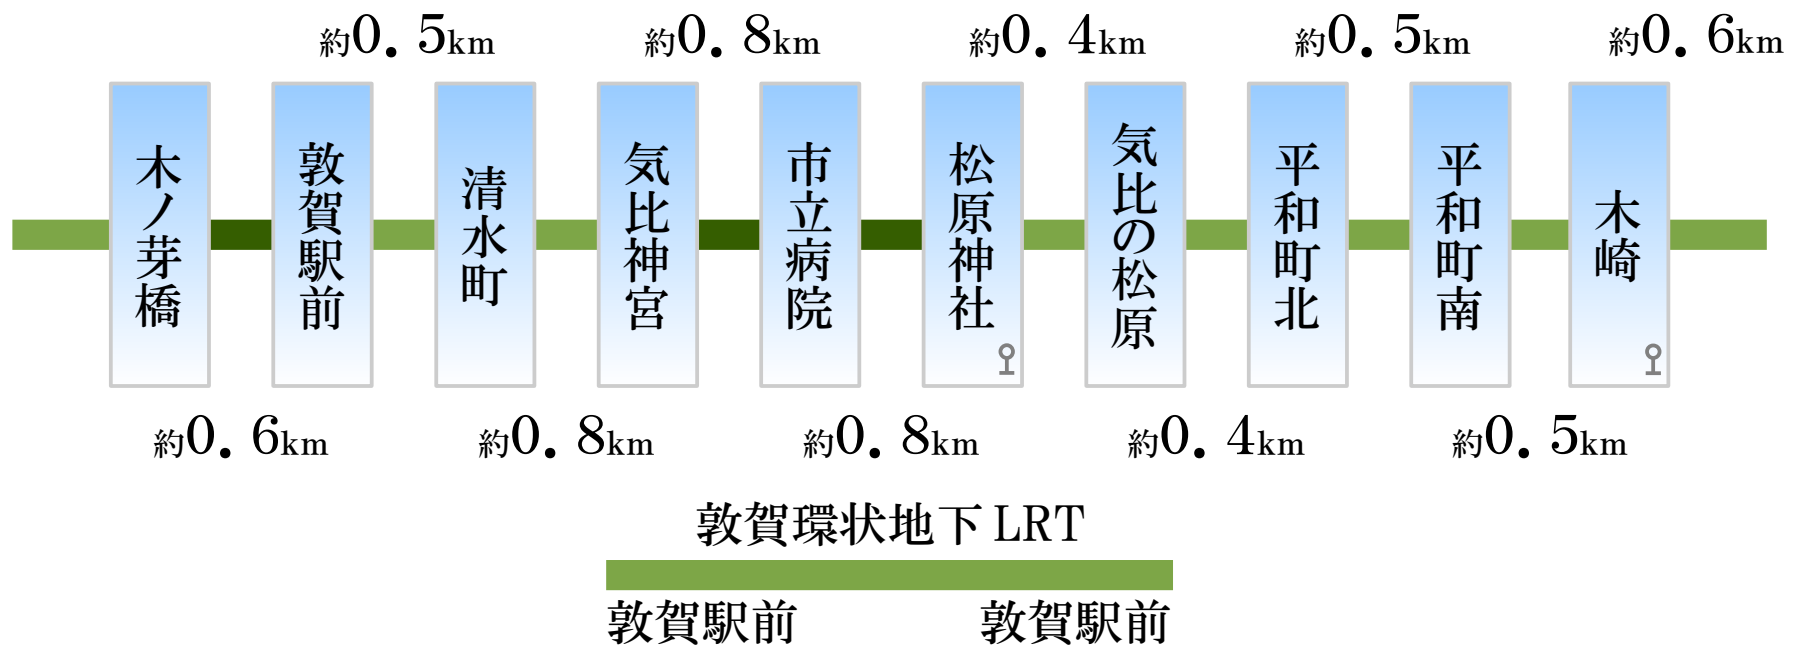 約0.5km
約0.8km
約0.4km
約0.5km
約0.6km
木ノ芽橋
敦賀駅前
清水町
気比神宮
市立病院
松原神社
気比の松原
平和町北
平和町南
木崎
約0.6km
約0.8km
約0.8km
約0.4km
約0.5km
敦賀環状地下LRT
敦賀駅前
敦賀駅前